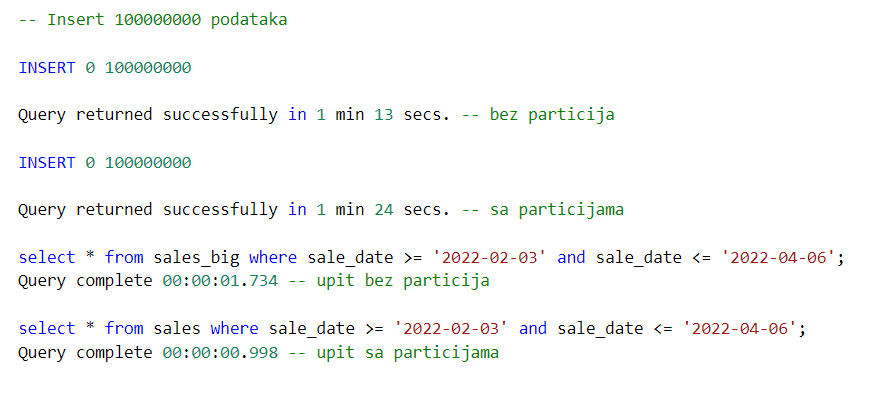 -- Insert 100000000 podataka
INSERT 0 100000000
Query returned successfully in 1 min 13 secs. -- bez particija
INSERT 0 100000000
Query returned successfully in 1 min 24 secs. -- sa particijama
select * from sales_big where sale_date >= '2022-02-03' and sale_date <= '2022-04-06';
Query complete 00:00:01.734 -- upit bez particija
select * from sales where sale_date >= '2022-02-03' and sale_date <= '2022-04-06';
Query complete 00:00:00.998 -- upit sa particijama